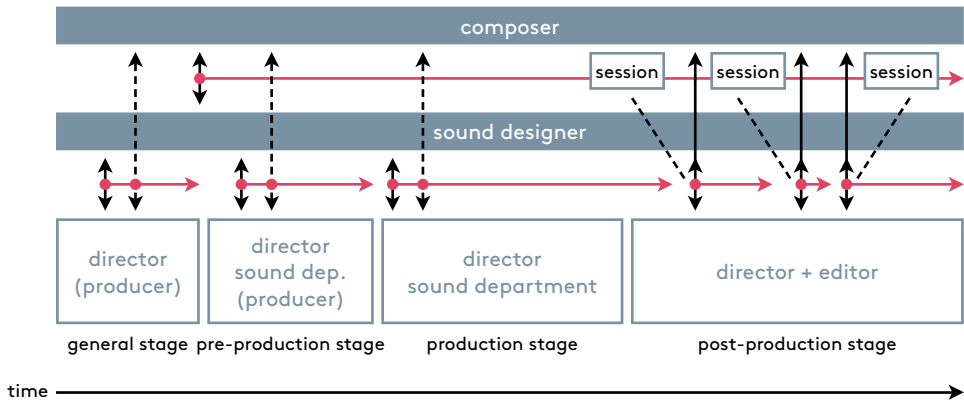 composer
session
session
session
sound designer
director
(producer)
director
sound dep.
(producer)
director
sound department
director + editor
general stage
pre-production stage
production stage
post-production stage
time